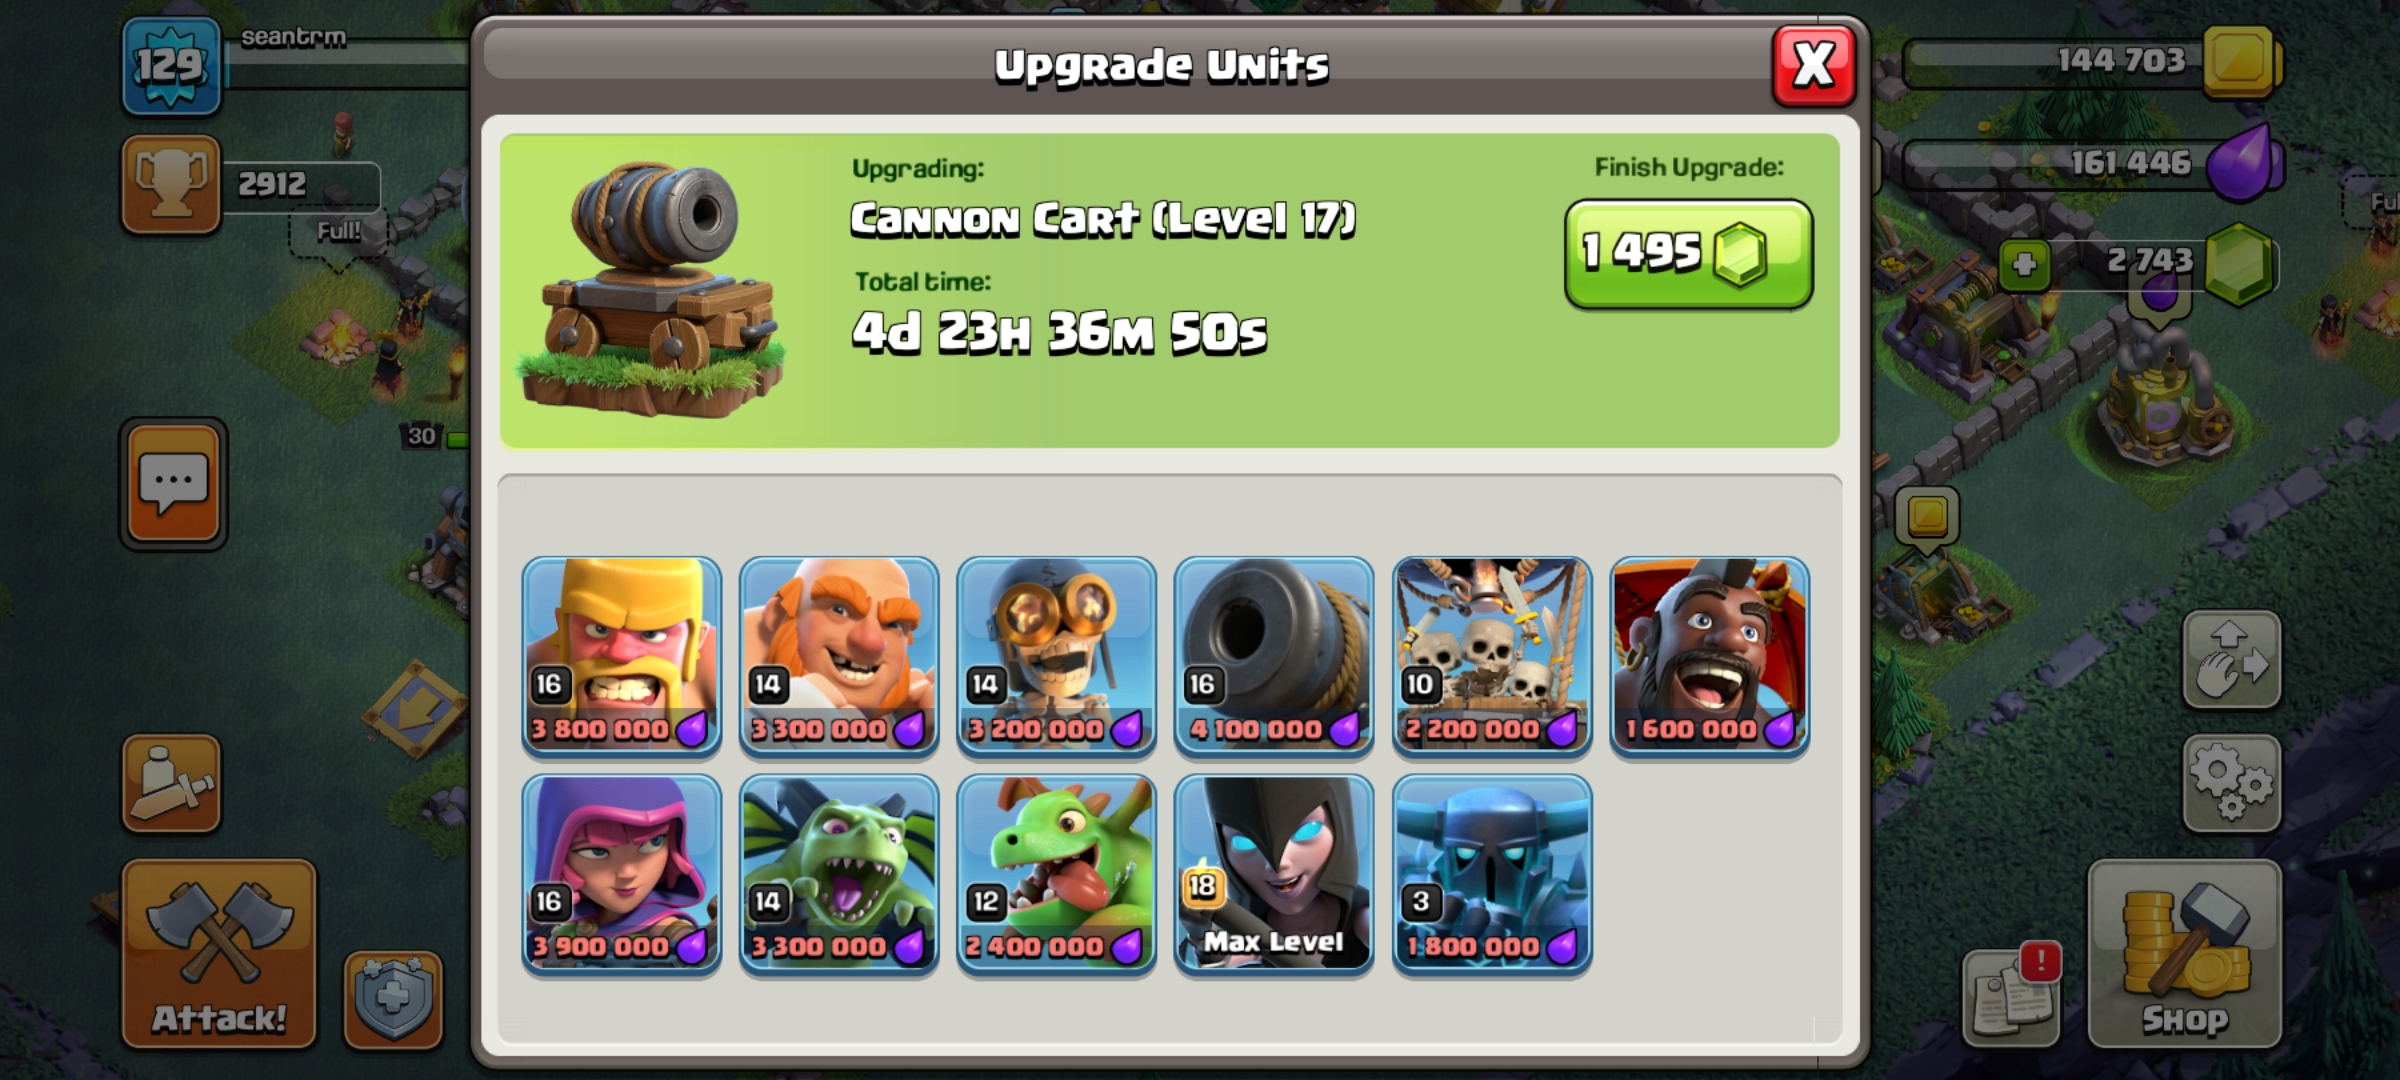 129
seantrm
Upgrade Units
X
144 703
2912
Full!
161 446
2 743
Upgrading:
Cannon Cart (Level 17)
Total time:
4d 23H 36M 50S
Finish Upgrade:
1 495
30
16
3 800 000
14
3 300 000
14
3 200 000
16
4 100 000
10
2 200 000
1 600 000
16
3 900 000
14
3 300 000
12
2 400 000
18
Max Level
3
1 800 000
Attack!
!
Shop